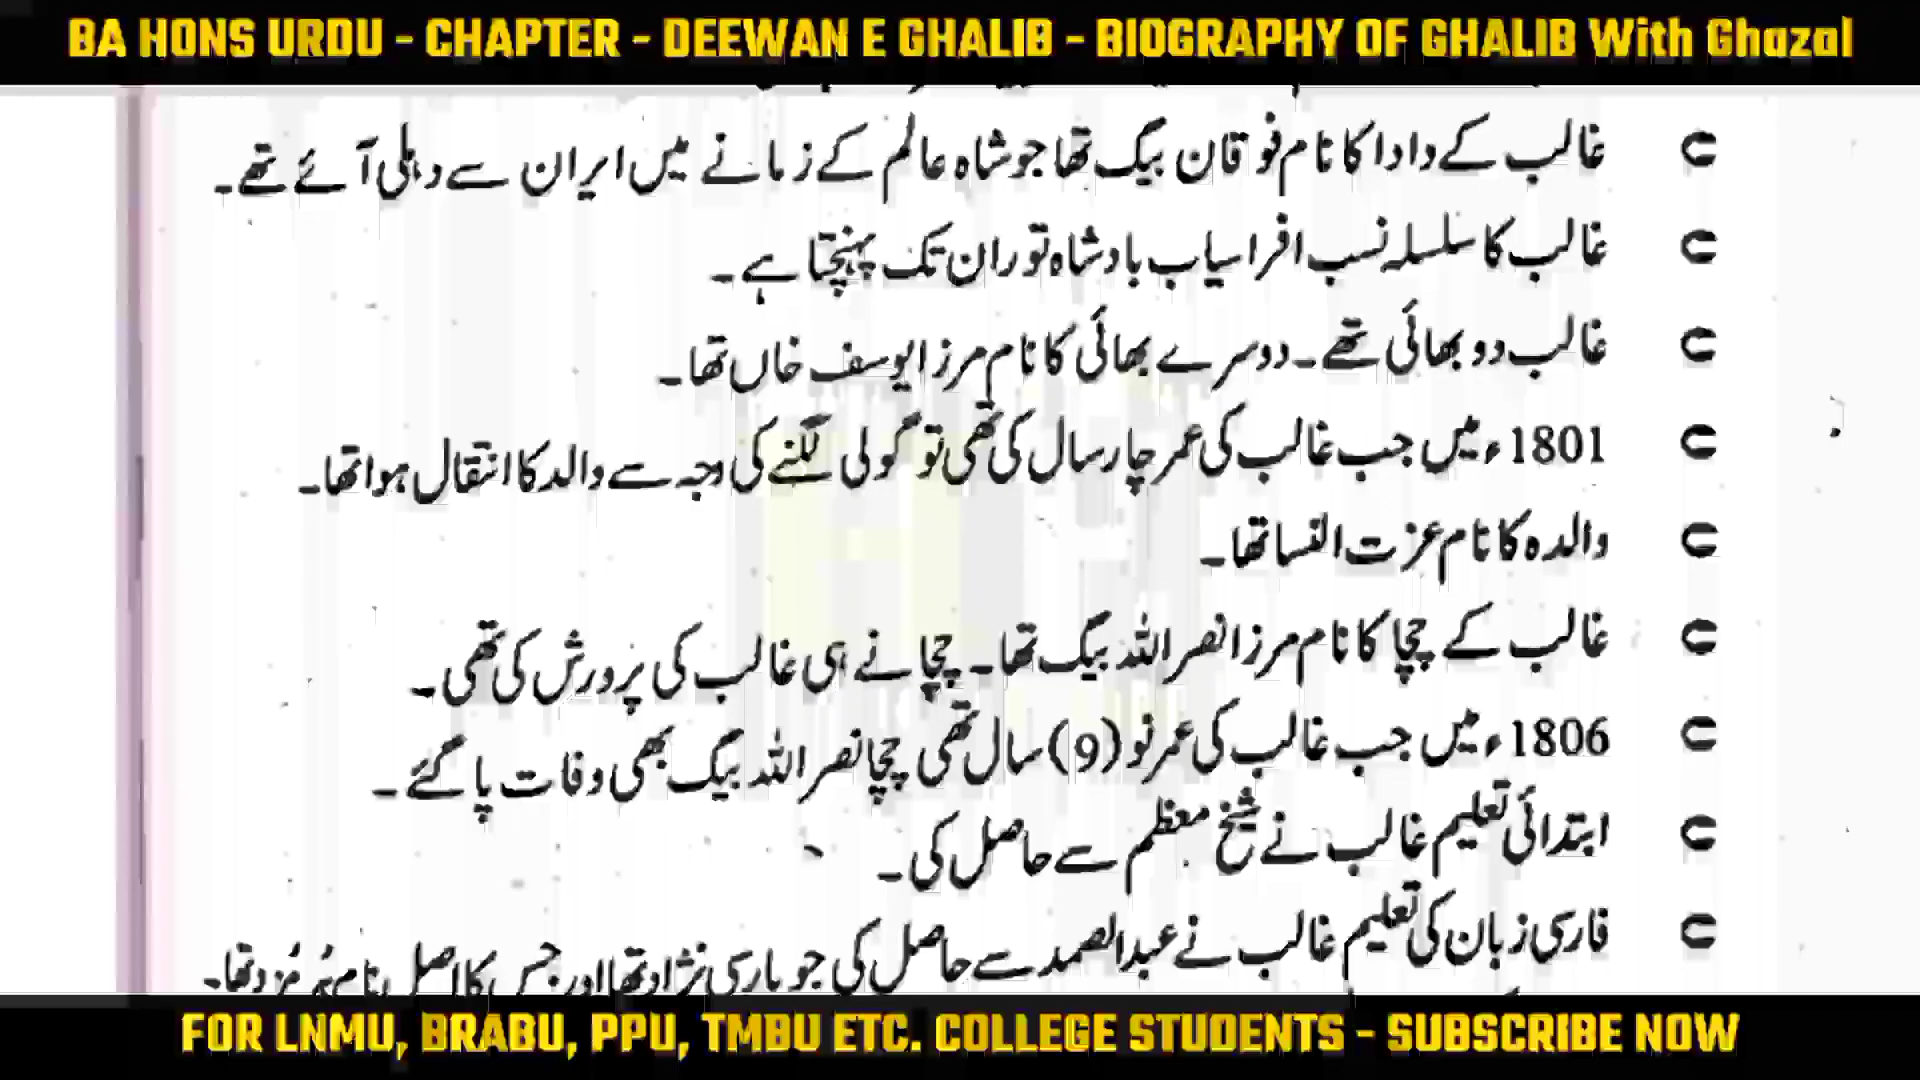 BA HONS URDU - CHAPTER - DEEWAN E GHALIB - BIOGRAPHY OF GHALIB With Ghazal
غالب کے دادا کا نام فوقان بیگ تھا جو شاہ عالم کے زمانے میں ایران سے دہلی آئے تھے۔
غالب کا سلسلہ نسب افراسیاب بادشاہ توران تک پہنچتا ہے۔
غالب دو بھائی تھے۔ دوسرے بھائی کا نام مرزا یوسف خاں تھا۔
1801ء میں جب غالب کی عمر چار سال کی تھی تو گولی لگنے کی وجہ سے والد کا انتقال ہوا تھا۔
والدہ کا نام عزت النسا تھا۔
غالب کے چچا کا نام مرزا نصر اللہ بیگ تھا۔ چچا نے ہی غالب کی پرورش کی تھی۔
1806ء میں جب غالب کی عمر نو (9) سال تھی چچا نصر اللہ بیگ بھی وفات پا گئے۔
ابتدائی تعلیم غالب نے شیخ معظم سے حاصل کی۔
فارسی زبان کی تعلیم غالب نے عبدالصمد سے حاصل کی جو پارسی نژاد تھا اور جس کا اصل نام ہُرمُزد تھا۔
FOR LNMU, BRABU, PPU, TMBU ETC. COLLEGE STUDENTS - SUBSCRIBE NOW